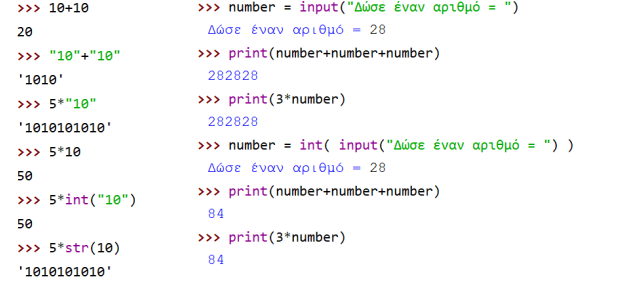 >>> 10+10
20
>>> "10"+"10"
'1010'
>>> 5*"10"
'1010101010'
>>> 5*10
50
>>> 5*int("10")
50
>>> 5*str(10)
'1010101010'
>>> number = input("Δώσε έναν αριθμό = ")
Δώσε έναν αριθμό = 28
>>> print(number+number+number)
282828
>>> print(3*number)
282828
>>> number = int( input("Δώσε έναν αριθμό = ") )
Δώσε έναν αριθμό = 28
>>> print(number+number+number)
84
>>> print(3*number)
84